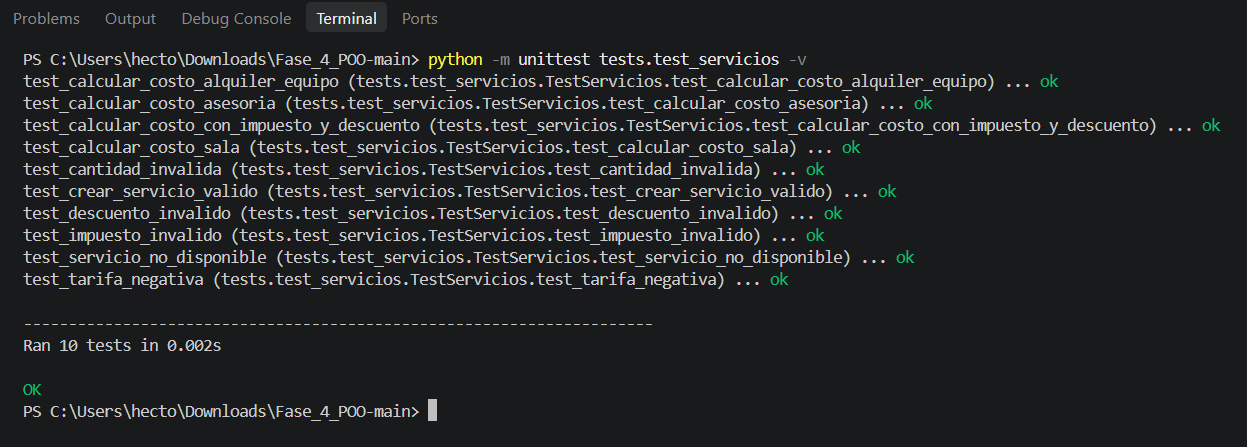 Problems Output Debug Console Terminal Ports
PS C:\Users\hecto\Downloads\Fase_4_POO-main> python -m unittest tests.test_servicios -v
test_calcular_costo_alquiler_equipo (tests.test_servicios.TestServicios.test_calcular_costo_alquiler_equipo) ... ok
test_calcular_costo_asesoria (tests.test_servicios.TestServicios.test_calcular_costo_asesoria) ... ok
test_calcular_costo_con_impuesto_y_descuento (tests.test_servicios.TestServicios.test_calcular_costo_con_impuesto_y_descuento) ... ok
test_calcular_costo_sala (tests.test_servicios.TestServicios.test_calcular_costo_sala) ... ok
test_cantidad_invalida (tests.test_servicios.TestServicios.test_cantidad_invalida) ... ok
test_crear_servicio_valido (tests.test_servicios.TestServicios.test_crear_servicio_valido) ... ok
test_descuento_invalido (tests.test_servicios.TestServicios.test_descuento_invalido) ... ok
test_impuesto_invalido (tests.test_servicios.TestServicios.test_impuesto_invalido) ... ok
test_servicio_no_disponible (tests.test_servicios.TestServicios.test_servicio_no_disponible) ... ok
test_tarifa_negativa (tests.test_servicios.TestServicios.test_tarifa_negativa) ... ok
----------------------------------------------------------------------
Ran 10 tests in 0.002s
OK
PS C:\Users\hecto\Downloads\Fase_4_POO-main>